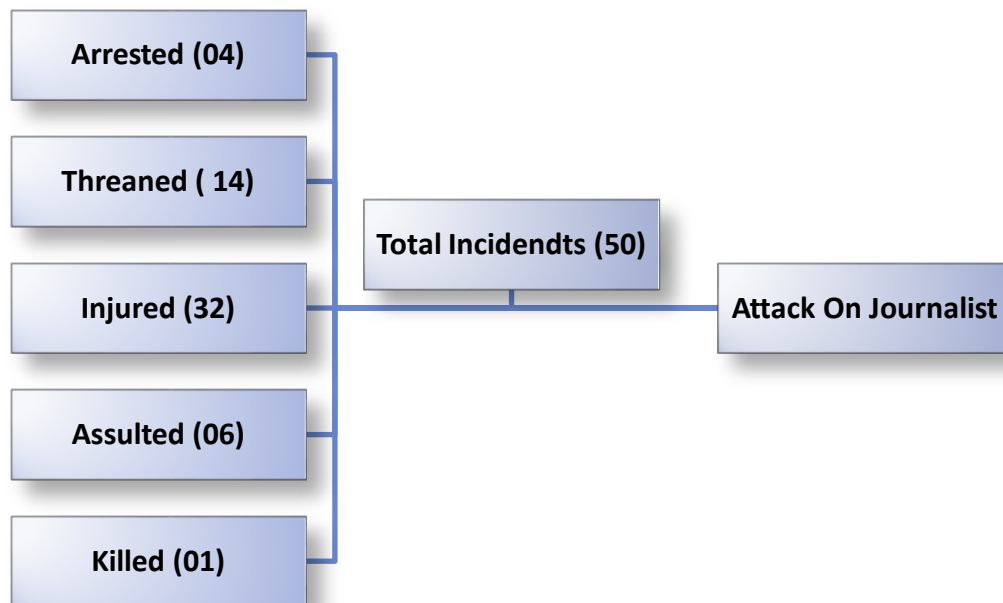 Arrested (04)
Threaned ( 14)
Total Incidendts (50)
Injured (32)
Attack On Journalist
Assulted (06)
Killed (01)